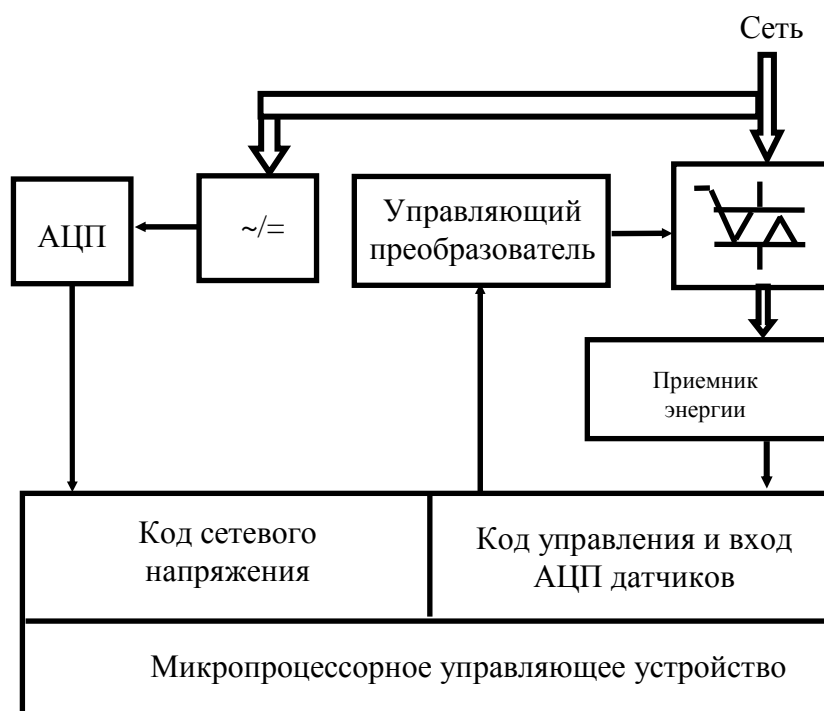 Сеть
АЦП
~/=
Управляющий
преобразователь
Приемник
энергии
Код сетевого
напряжения
Код управления и вход
АЦП датчиков
Микропроцессорное управляющее устройство